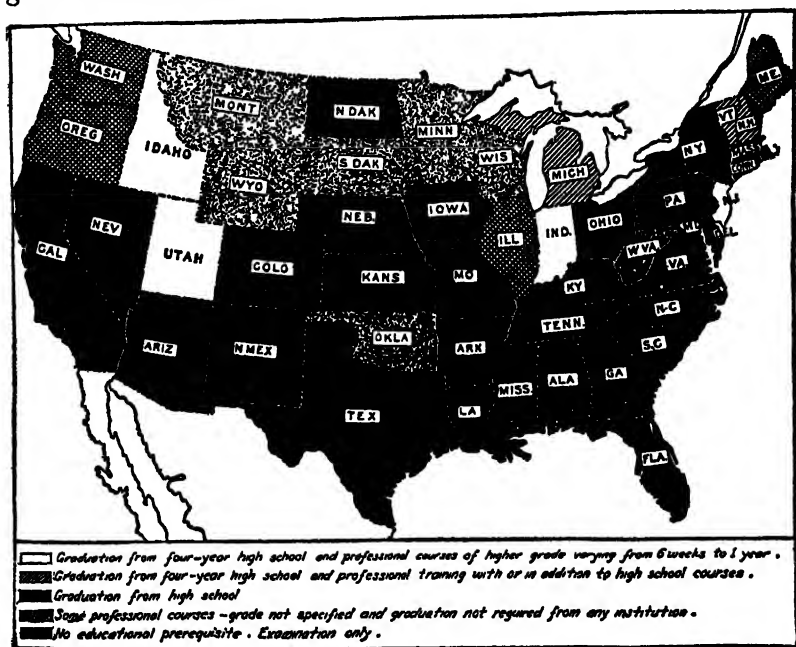 WASH
MONT
N DAK
MINN
ME.
OREG
IDAHO
S DAK
WIS
MICH
VT
N.H.
N.Y
MAS
CONN
WYO
NEB.
IOWA
PA
N.J
NEV
ILL
IND.
OHIO
CAL
UTAH
COLO
KANS
MO
W.VA.
VA.
KY
N.C
ARIZ
N MEX
OKLA
ARK
TENN.
S.C
TEX
LA
MISS.
ALA
GA
FLA.
Graduation from four-year high school and professional courses of higher grade varying from 6 weeks to 1 year.
Graduation from four-year high school and professional training with or in addition to high school courses.
Graduation from high school
Some professional courses - grade not specified and graduation not required from any institution.
No educational prerequisite. Examination only.